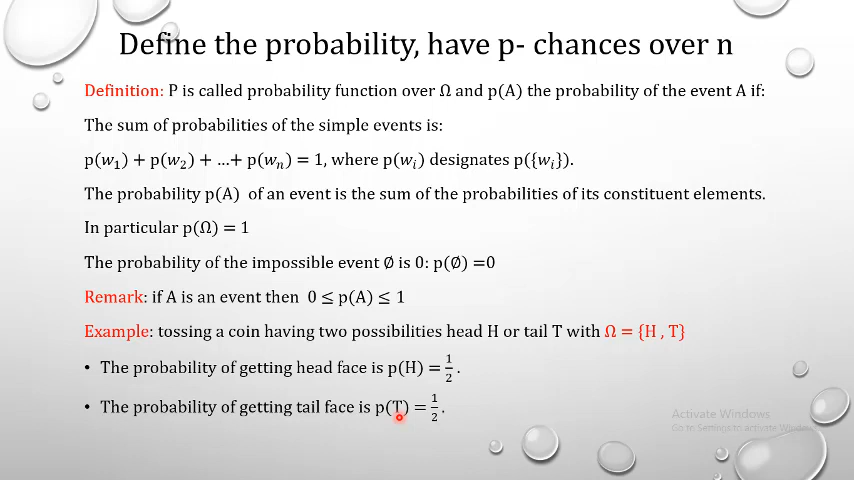 Define the probability, have p- chances over n
Definition: P is called probability function over Ω and p(A) the probability of the event A if:
The sum of probabilities of the simple events is:
p(w₁) + p(w₂) + …+ p(wₙ) = 1, where p(wᵢ) designates p({wᵢ}).
The probability p(A) of an event is the sum of the probabilities of its constituent elements.
In particular p(Ω) = 1
The probability of the impossible event ∅ is 0: p(∅) =0
Remark: if A is an event then 0 ≤ p(A) ≤ 1
Example: tossing a coin having two possibilities head H or tail T with Ω = {H , T}
• The probability of getting head face is p(H) = 1/2.
• The probability of getting tail face is p(T) = 1/2.
Activate Windows
Go to Settings to activate Windows.